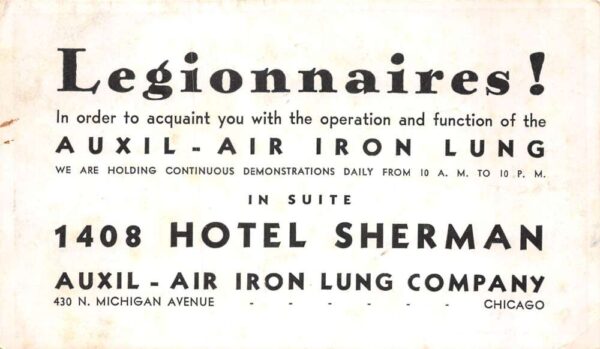 Legionnaires!
In order to acquaint you with the operation and function of the
AUXIL - AIR IRON LUNG
WE ARE HOLDING CONTINUOUS DEMONSTRATIONS DAILY FROM 10 A. M. TO 10 P. M.
IN SUITE
1408 HOTEL SHERMAN
AUXIL - AIR IRON LUNG COMPANY
430 N. MICHIGAN AVENUE - - - - - - CHICAGO